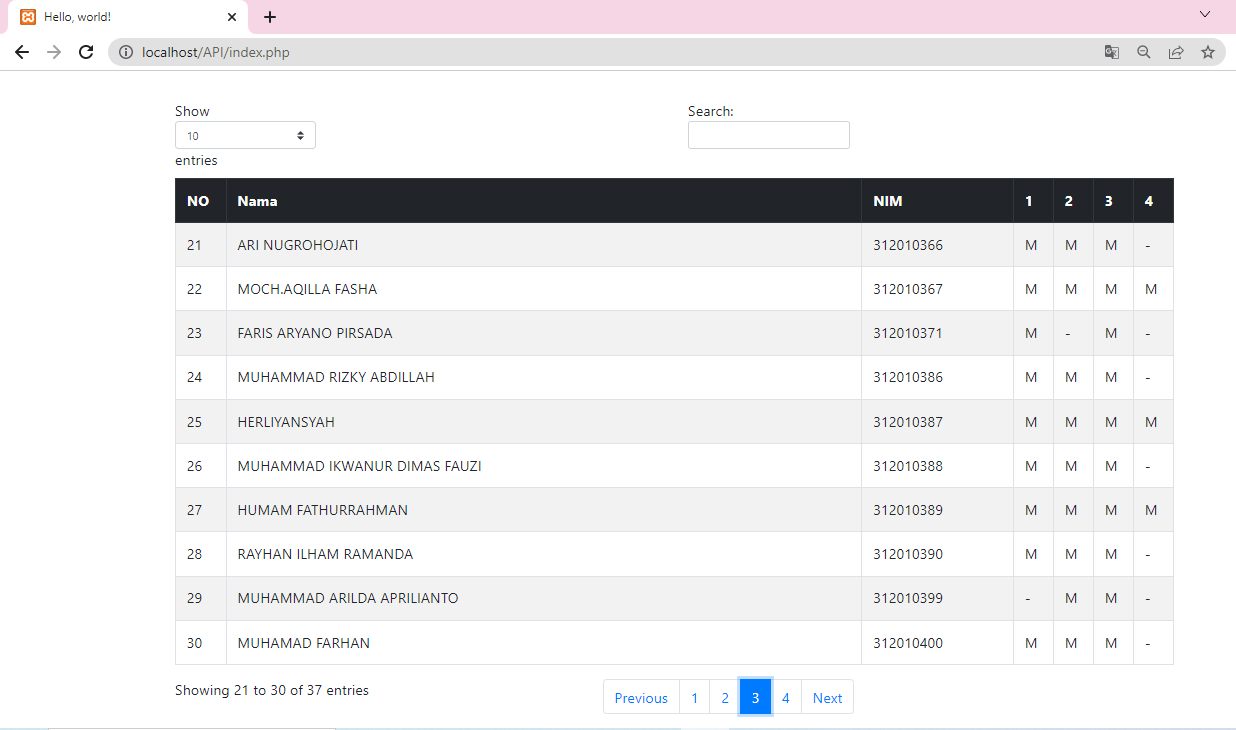 Hello, world!
localhost/API/index.php
Show
Search:
10
entries
NO Nama NIM 1 2 3 4
21 ARI NUGROHOJATI 312010366 M M M -
22 MOCH.AQILLA FASHA 312010367 M M M M
23 FARIS ARYANO PIRSADA 312010371 M - M -
24 MUHAMMAD RIZKY ABDILLAH 312010386 M M M -
25 HERLIYANSYAH 312010387 M M M M
26 MUHAMMAD IKWANUR DIMAS FAUZI 312010388 M M M -
27 HUMAM FATHURRAHMAN 312010389 M M M M
28 RAYHAN ILHAM RAMANDA 312010390 M M M -
29 MUHAMMAD ARILDA APRILIANTO 312010399 - M M -
30 MUHAMAD FARHAN 312010400 M M M -
Showing 21 to 30 of 37 entries
Previous 1 2 3 4 Next